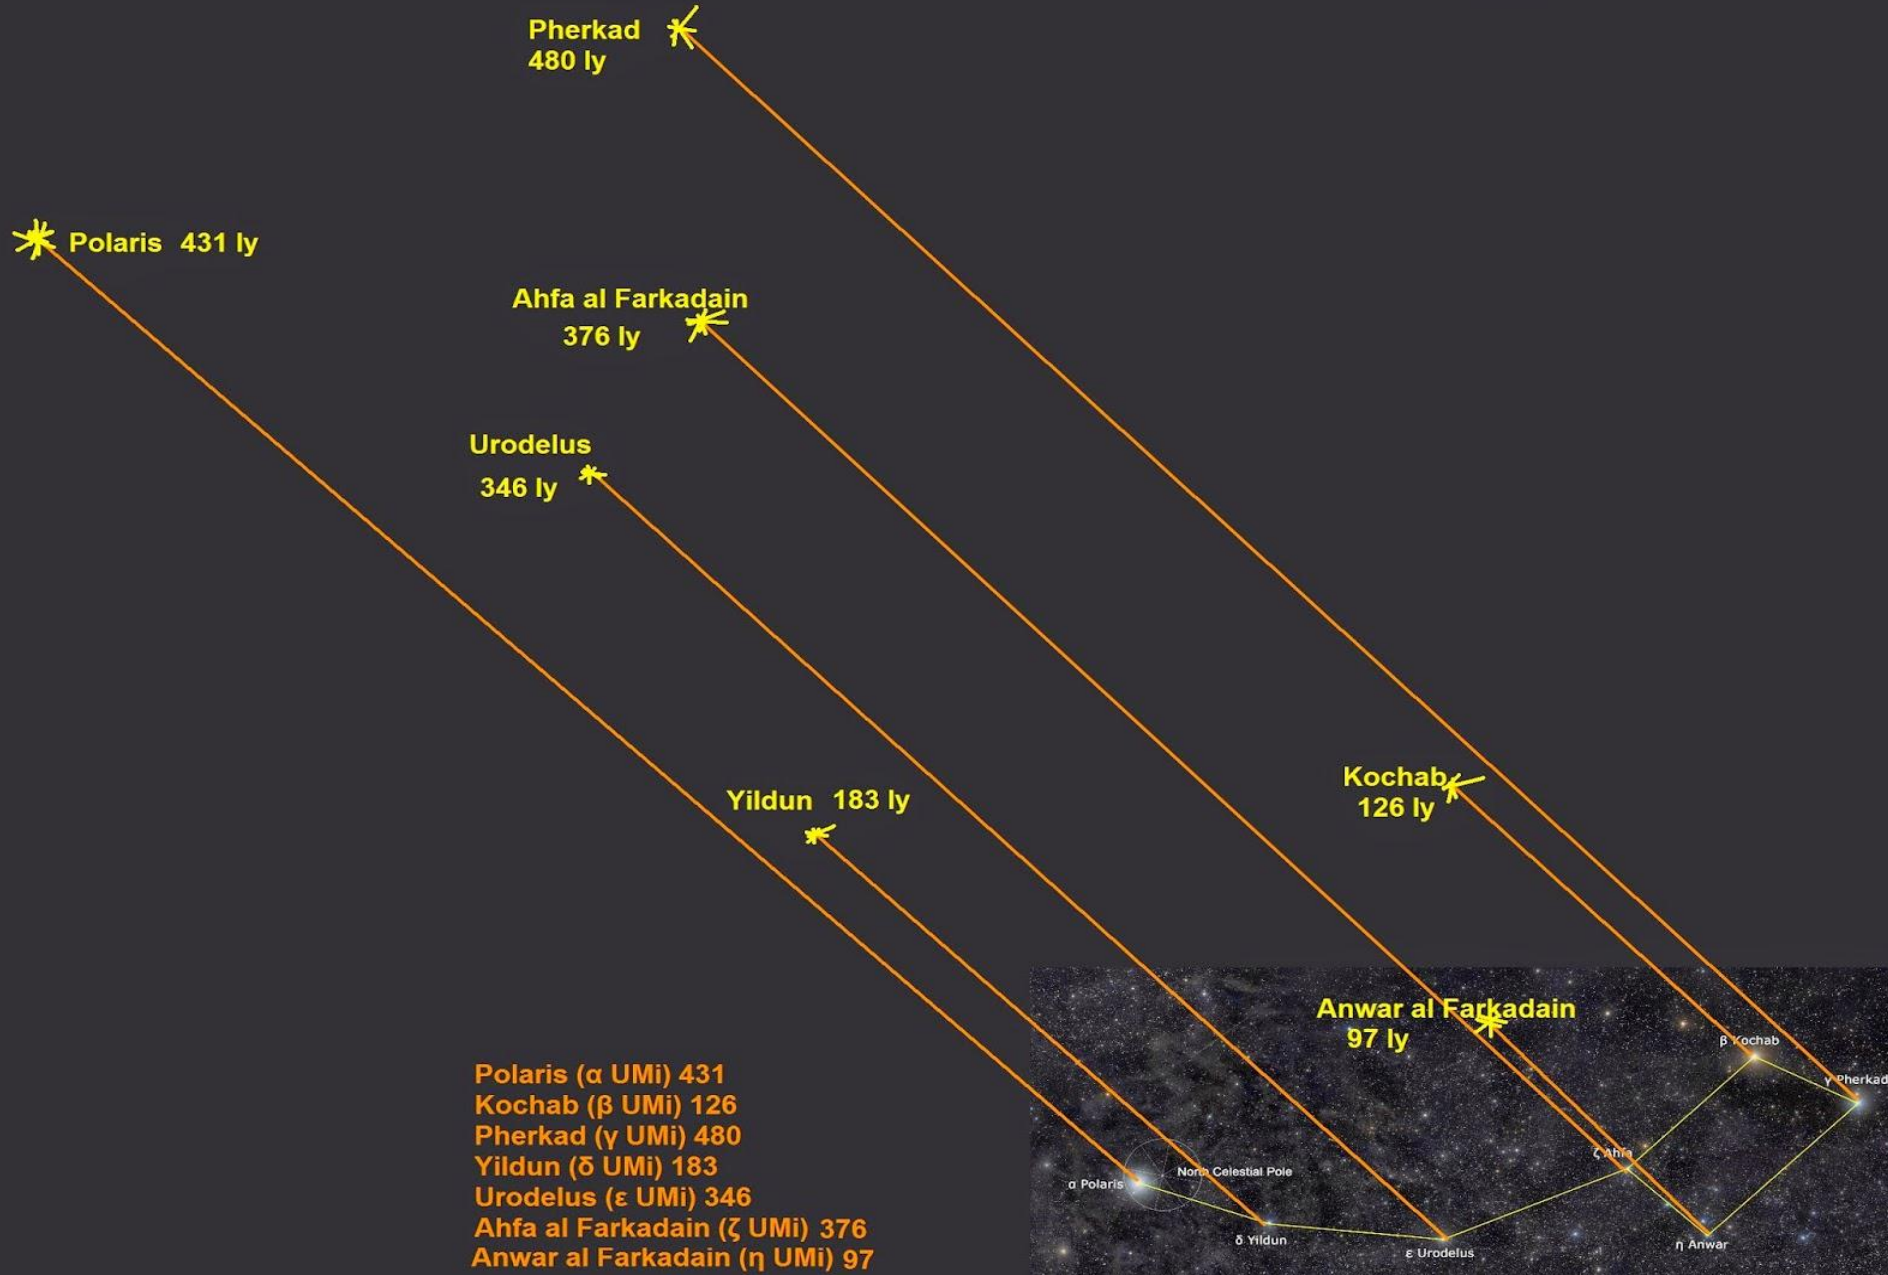 Pherkad
480 ly
Polaris 431 ly
Ahfa al Farkadain
376 ly
Urodelus
346 ly
Yildun 183 ly
Kochab
126 ly
Anwar al Farkadain
97 ly
β Kochab
γ Pherkad
ζ Ahfa
North Celestial Pole
α Polaris
δ Yildun
ε Urodelus
η Anwar
Polaris (α UMi) 431
Kochab (β UMi) 126
Pherkad (γ UMi) 480
Yildun (δ UMi) 183
Urodelus (ε UMi) 346
Ahfa al Farkadain (ζ UMi) 376
Anwar al Farkadain (η UMi) 97